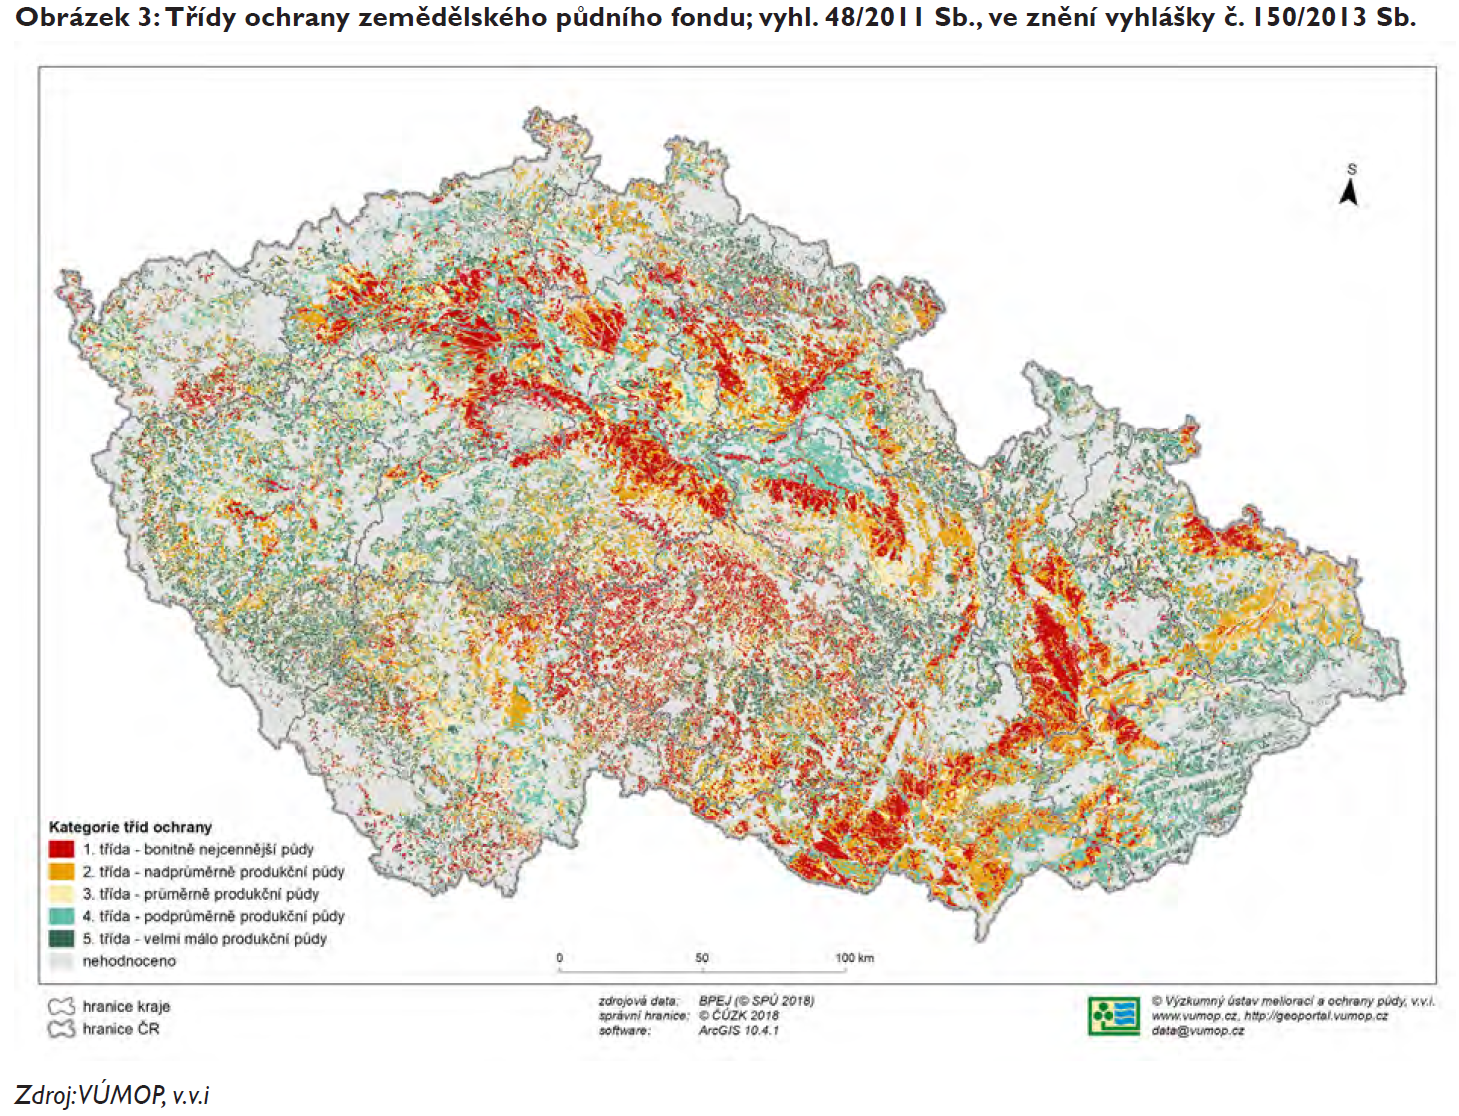 Obrázek 3: Třídy ochrany zemědělského půdního fondu; vyhl. 48/2011 Sb., ve znění vyhlášky č. 150/2013 Sb.
S
Kategorie tříd ochrany
1. třída - bonitně nejcennější půdy
2. třída - nadprůměrně produkční půdy
3. třída - průměrně produkční půdy
4. třída - podprůměrně produkční půdy
5. třída - velmi málo produkční půdy
nehodnoceno
0 50 100 km
hranice kraje
hranice ČR
zdrojová data: BPEJ (© SPÚ 2018)
správní hranice: © ČÚZK 2018
software: ArcGIS 10.4.1
© Výzkumný ústav meliorací a ochrany půdy, v.v.i.
www.vumop.cz, http://geoportal.vumop.cz
data@vumop.cz
Zdroj: VÚMOP, v.v.i